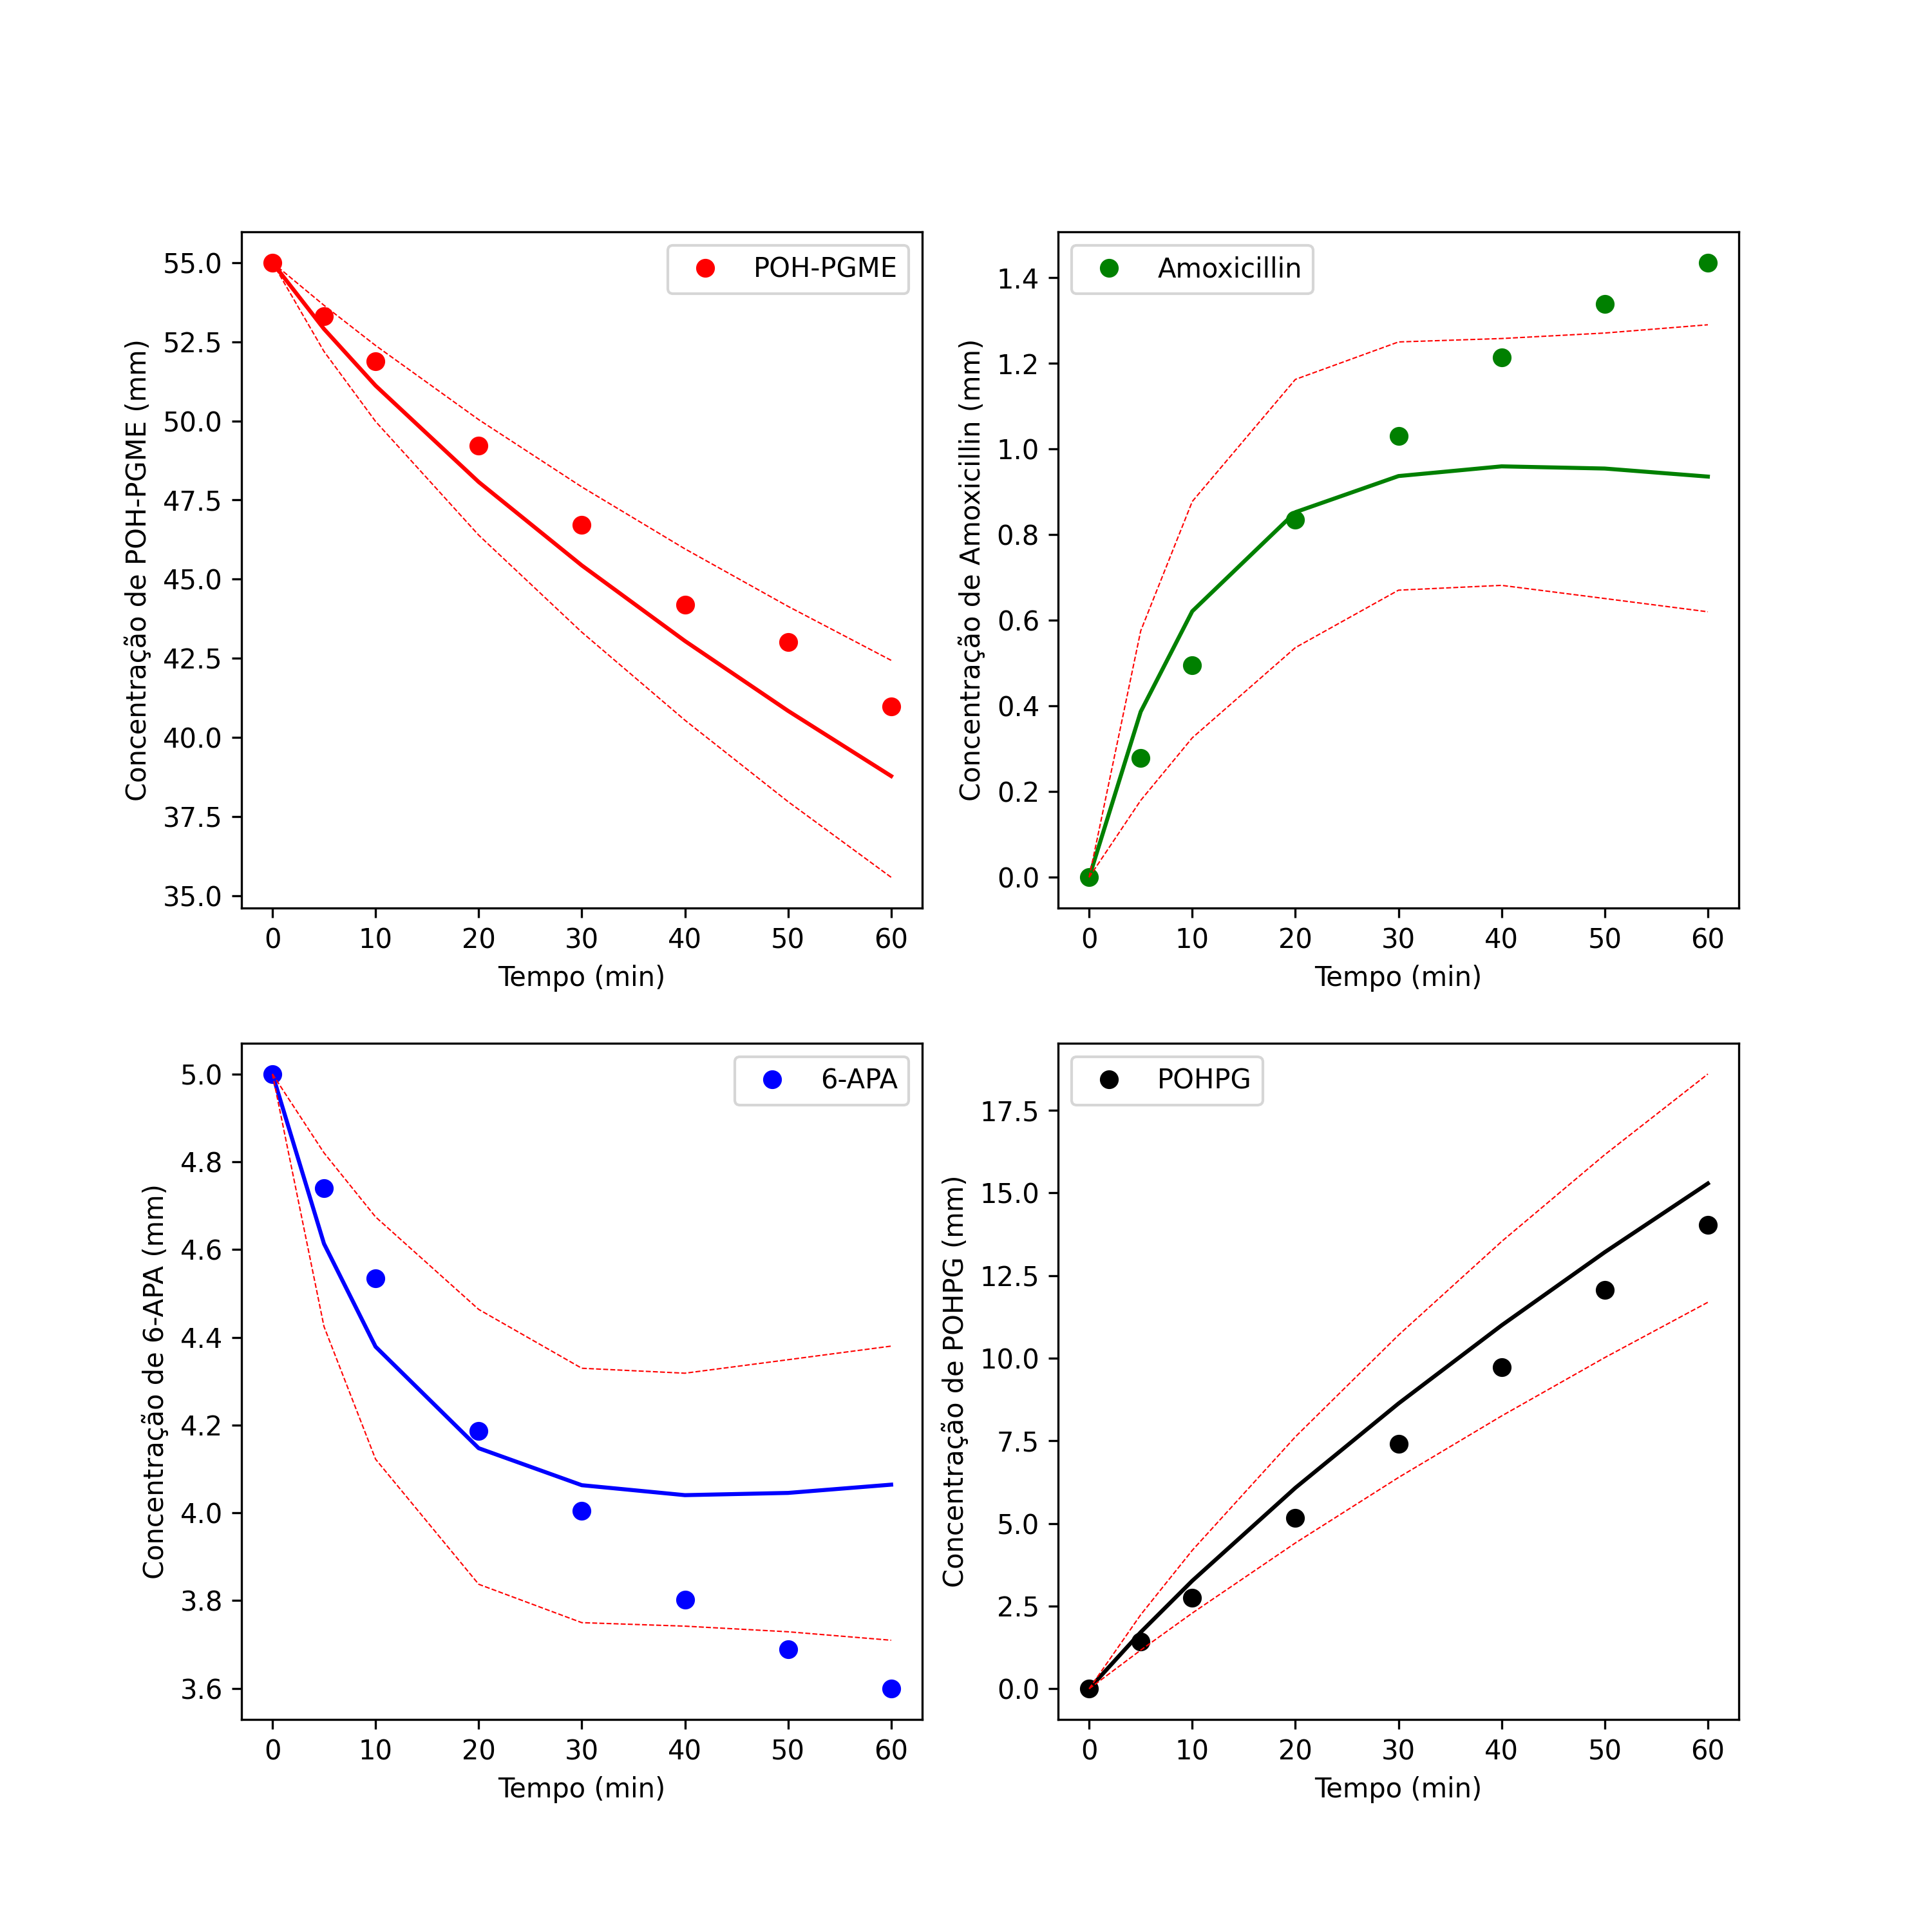 POH-PGME
55.0
52.5
50.0
47.5
45.0
42.5
40.0
37.5
35.0
Concentração de POH-PGME (mm)
0 10 20 30 40 50 60
Tempo (min)
Amoxicillin
1.4
1.2
1.0
0.8
0.6
0.4
0.2
0.0
Concentração de Amoxicillin (mm)
0 10 20 30 40 50 60
Tempo (min)
6-APA
5.0
4.8
4.6
4.4
4.2
4.0
3.8
3.6
Concentração de 6-APA (mm)
0 10 20 30 40 50 60
Tempo (min)
POHPG
17.5
15.0
12.5
10.0
7.5
5.0
2.5
0.0
Concentração de POHPG (mm)
0 10 20 30 40 50 60
Tempo (min)